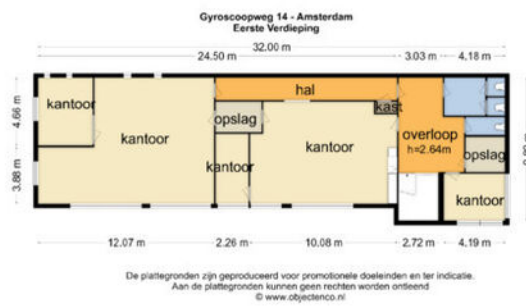 Gyroscoopweg 14 - Amsterdam
Eerste Verdieping
32.00 m
24.50 m 3.03 m 4.18 m
hal
kantoor
kast
opslag
kantoor
kantoor
overloop
h=2.64m
opslag
kantoor
kantoor
4.66 m
3.88 m
12.07 m 2.26 m 10.08 m 2.72 m 4.19 m
De plattegronden zijn geproduceerd voor promotionele doeleinden en ter indicatie.
Aan de plattegronden kunnen geen rechten worden ontleend
© www.objectenco.nl